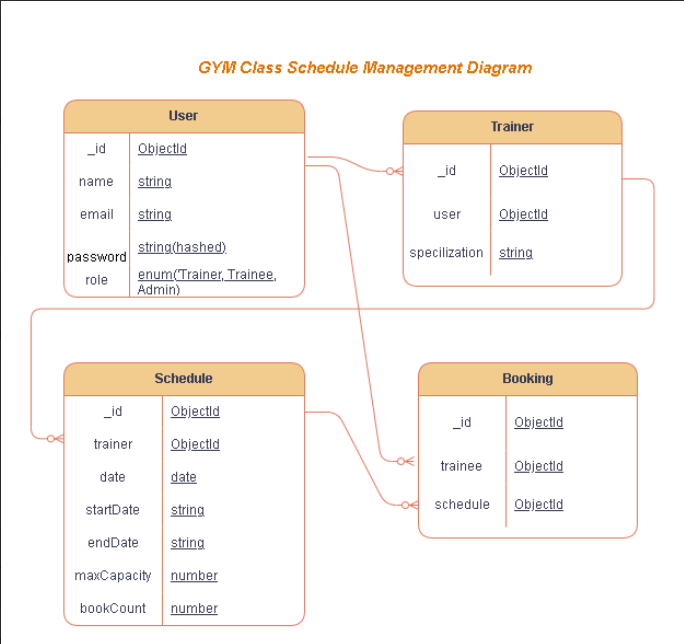 GYM Class Schedule Management Diagram
User
_id ObjectId
name string
email string
password string(hashed)
role enum('Trainer, Trainee,
Admin)
Trainer
_id ObjectId
user ObjectId
specilization string
Schedule
_id ObjectId
trainer ObjectId
date date
startDate string
endDate string
maxCapacity number
bookCount number
Booking
_id ObjectId
trainee ObjectId
schedule ObjectId